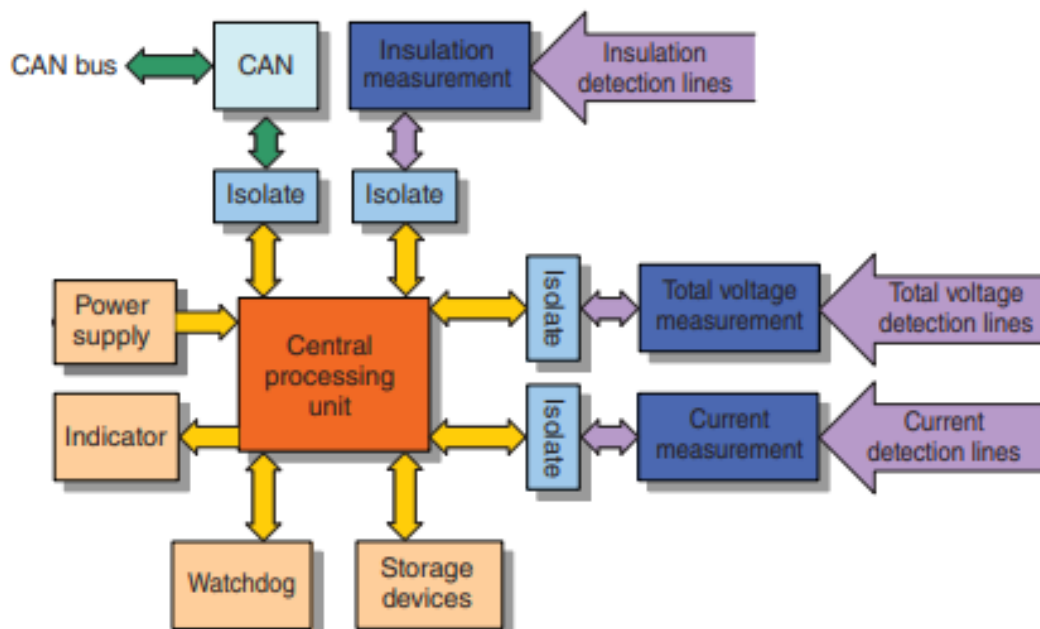 CAN bus
CAN
Insulation
measurement
Insulation
detection lines
Isolate
Isolate
Power
supply
Central
processing
unit
Isolate
Total voltage
measurement
Total voltage
detection lines
Indicator
Isolate
Current
measurement
Current
detection lines
Watchdog
Storage
devices